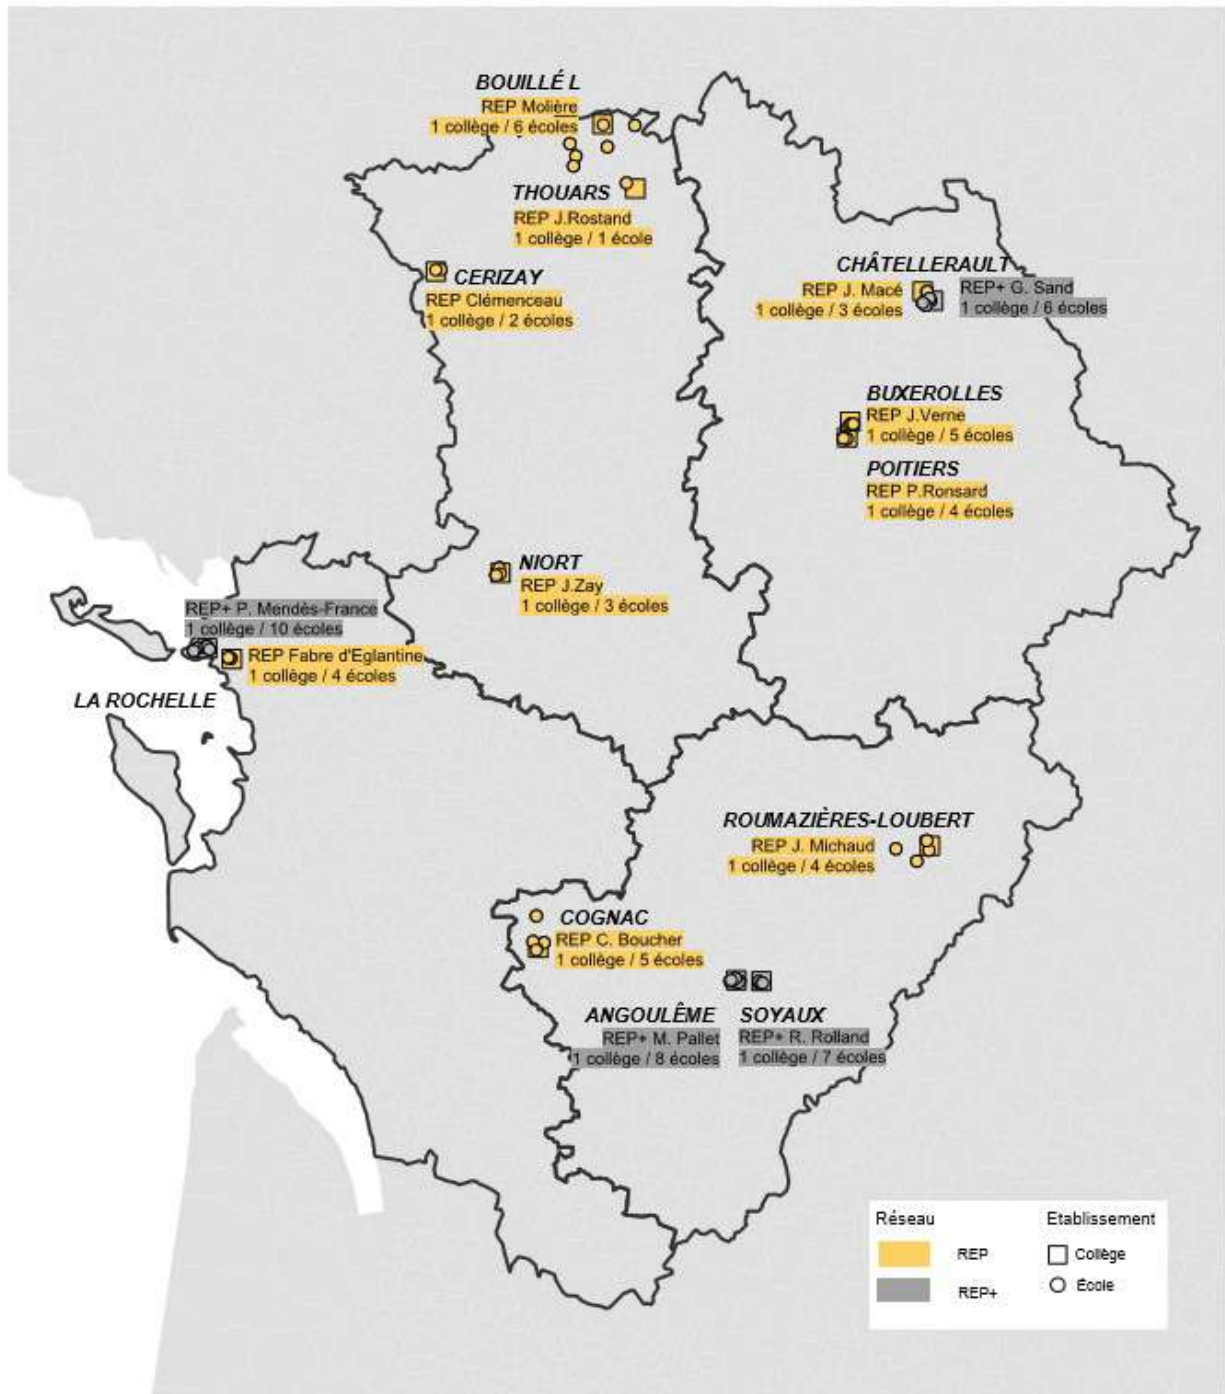 BOUILLÉ L
REP Molière
1 collège / 6 écoles
THOUARS
REP J.Rostand
1 collège / 1 école
CERIZAY
REP Clémenceau
1 collège / 2 écoles
CHÂTELLERAULT
REP J. Macé
1 collège / 3 écoles
REP+ G. Sand
1 collège / 6 écoles
BUXEROLLES
REP J.Verne
1 collège / 5 écoles
POITIERS
REP P.Ronsard
1 collège / 4 écoles
NIORT
REP J.Zay
1 collège / 3 écoles
REP+ P. Mendès-France
1 collège / 10 écoles
REP Fabre d'Eglantine
1 collège / 4 écoles
LA ROCHELLE
ROUMAZIÈRES-LOUBERT
REP J. Michaud
1 collège / 4 écoles
COGNAC
REP C. Boucher
1 collège / 5 écoles
ANGOULÊME
REP+ M. Pallet
1 collège / 8 écoles
SOYAUX
REP+ R. Rolland
1 collège / 7 écoles
Réseau
REP
REP+
Etablissement
Collège
École